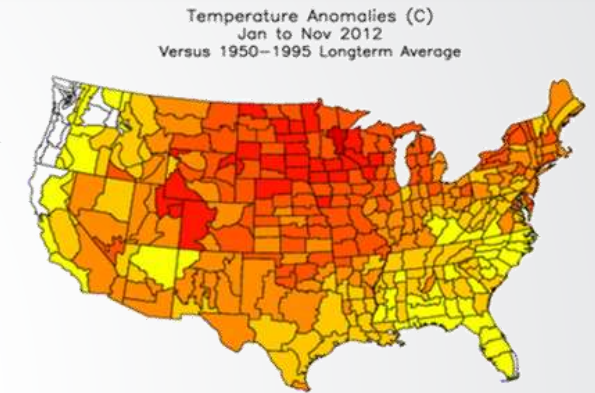 Temperature Anomalies (C)
Jan to Nov 2012
Versus 1950-1995 Longterm Average